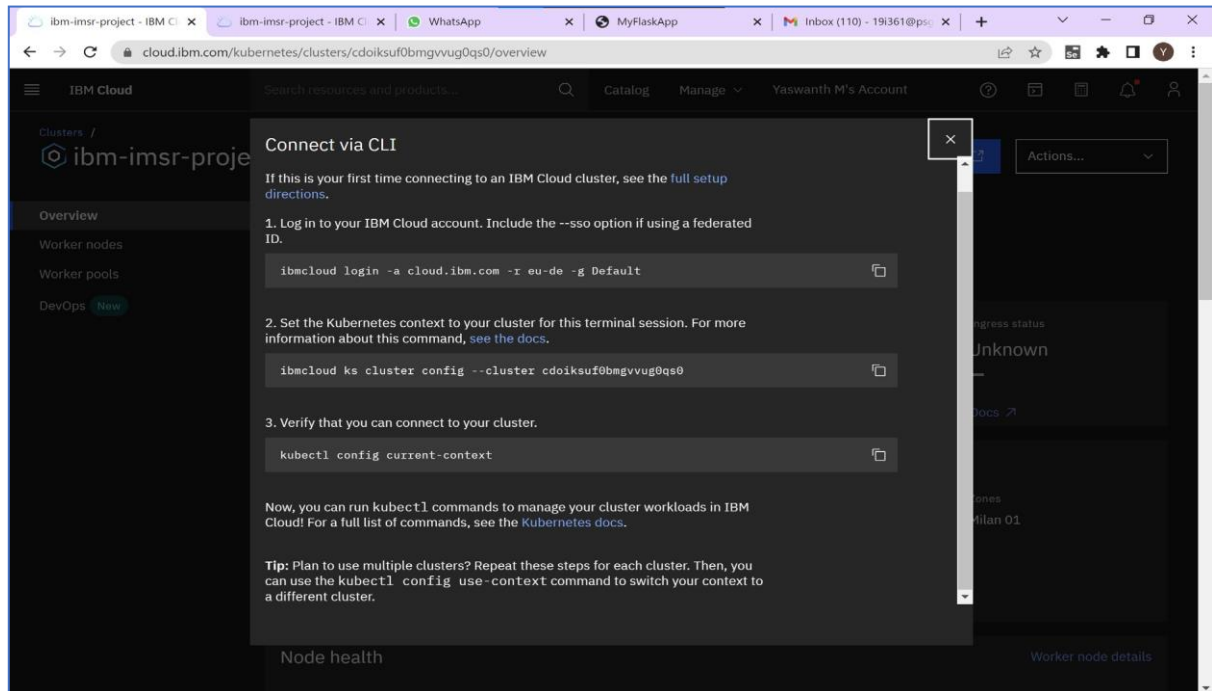 ibm-imsr-project - IBM Cl
ibm-imsr-project - IBM Cl
WhatsApp
MyFlaskApp
Inbox (110) - 19i361@psg
cloud.ibm.com/kubernetes/clusters/cdoiksuf0bmgvvug0qs0/overview
IBM Cloud
Search resources and products...
Catalog
Manage
Yaswanth M's Account
Clusters /
ibm-imsr-proje
Actions...
Overview
Worker nodes
Worker pools
DevOps New
Connect via CLI
If this is your first time connecting to an IBM Cloud cluster, see the full setup
directions.
1. Log in to your IBM Cloud account. Include the --sso option if using a federated
ID.
ibmcloud login -a cloud.ibm.com -r eu-de -g Default
2. Set the Kubernetes context to your cluster for this terminal session. For more
information about this command, see the docs.
ibmcloud ks cluster config --cluster cdoiksuf0bmgvvug0qs0
3. Verify that you can connect to your cluster.
kubectl config current-context
Now, you can run kubectl commands to manage your cluster workloads in IBM
Cloud! For a full list of commands, see the Kubernetes docs.
Tip: Plan to use multiple clusters? Repeat these steps for each cluster. Then, you
can use the kubectl config use-context command to switch your context to
a different cluster.
ngress status
Unknown
Docs
ones
Milan 01
Node health
Worker node details